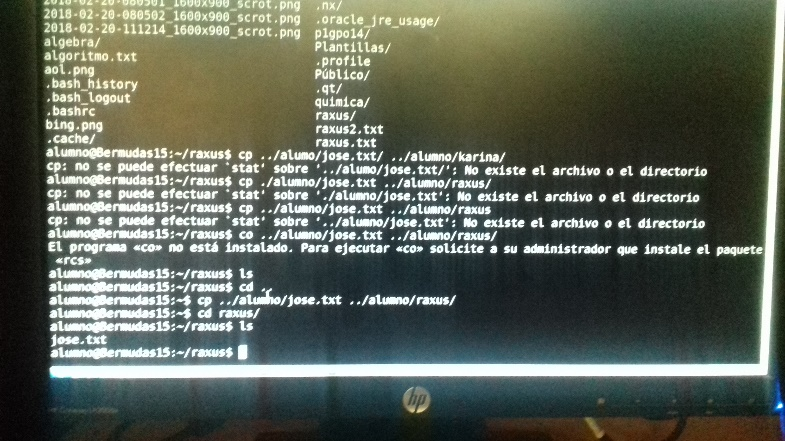 2018-02-20-080501_1600x900_scrot.png .nx/
2018-02-20-080502_1600x900_scrot.png .oracle_jre_usage/
2018-02-20-111214_1600x900_scrot.png p1gpo14/
algebra/ Plantillas/
algoritmo.txt .profile
aol.png Público/
.bash_history .qt/
.bash_logout quimica/
.bashrc raxus/
bing.png raxus2.txt
.cache/ raxus.txt
alumno@Bermudas15:~/raxus$ cp ../alumo/jose.txt/ ../alumno/karina/
cp: no se puede efectuar `stat' sobre '../alumo/jose.txt/': No existe el archivo o el directorio
alumno@Bermudas15:~/raxus$ cp ./alumno/jose.txt ../alumno/raxus/
cp: no se puede efectuar `stat' sobre './alumno/jose.txt': No existe el archivo o el directorio
alumno@Bermudas15:~/raxus$ cp ../alumno/jose.txt ../alumno/raxus
cp: no se puede efectuar `stat' sobre '../alumno/jose.txt': No existe el archivo o el directorio
alumno@Bermudas15:~/raxus$ co ../alumno/jose.txt ../alumno/raxus/
El programa «co» no está instalado. Para ejecutar «co» solicite a su administrador que instale el paquete
«rcs»
alumno@Bermudas15:~/raxus$ ls
alumno@Bermudas15:~/raxus$ cd ..
alumno@Bermudas15:~$ cp ../alumno/jose.txt ../alumno/raxus/
alumno@Bermudas15:~$ cd raxus/
alumno@Bermudas15:~/raxus$ ls
jose.txt
alumno@Bermudas15:~/raxus$
hp